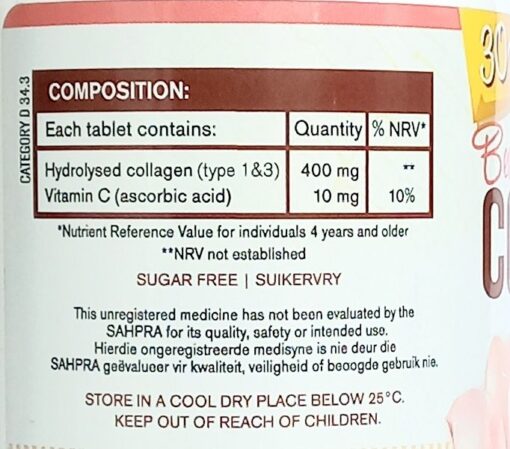 CATEGORY D 34.3
COMPOSITION:
Each tablet contains: Quantity % NRV*
Hydrolysed collagen (type 1&3) 400 mg **
Vitamin C (ascorbic acid) 10 mg 10%
*Nutrient Reference Value for individuals 4 years and older
**NRV not established
SUGAR FREE | SUIKERVRY
This unregistered medicine has not been evaluated by the
SAHPRA for its quality, safety or intended use.
Hierdie ongeregistreerde medisyne is nie deur die
SAHPRA geëvalueer vir kwaliteit, veiligheid of beoogde gebruik nie.
STORE IN A COOL DRY PLACE BELOW 25°C.
KEEP OUT OF REACH OF CHILDREN.
30